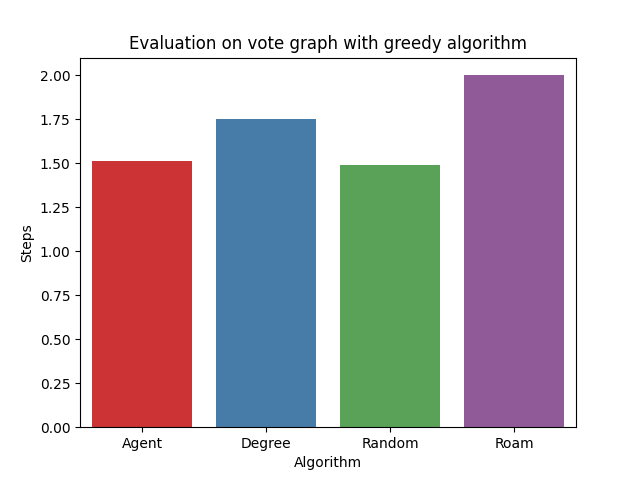 Evaluation on vote graph with greedy algorithm
2.00
1.75
1.50
1.25
1.00
0.75
0.50
0.25
0.00
Steps
Agent Degree Random Roam
Algorithm